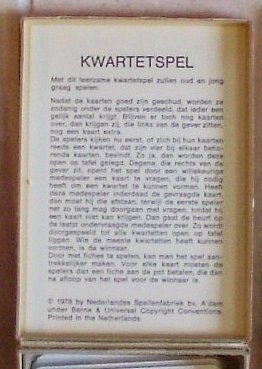 KWARTETSPEL
Met dit leerzame kwartetspel zullen oud en jong
graag spelen.
Nadat de kaarten goed zijn geschud, worden ze
zodanig onder de spelers verdeeld, dat ieder een
gelijk aantal krijgt. Blijven er toch nog kaarten
over, dan krijgen zij, die links van de gever zitten,
nog een kaart extra.
De spelers kijken nu eerst, of zich bij hun kaarten
reeds een kwartet, dat zijn vier bij elkaar beho-
rende kaarten, bevindt. Zo ja, dan worden deze
open op tafel gelegd. Degene, die rechts van de
gever zit, opent het spel door een willekeurige
medespeler een kaart te vragen, die hij nodig
heeft om een kwartet te kunnen vormen. Heeft
deze medespeler inderdaad de gevraagde kaart,
dan moet hij die afstaan, terwijl de eerste speler
net zo lang mag doorgaan met vragen, totdat hij
een kaart niet kan krijgen. Dan gaat de beurt op
de laatst ondervraagde medespeler over. Zo wordt
doorgespeeld tot alle kwartetten open op tafel
liggen. Wie de meeste kwartetten heeft kunnen
vormen, is de winnaar.
Door met fiches te spelen, kan men het spel aan-
trekkelijker maken. Voor elke kaart moeten de
spelers dan een fiche aan de pot betalen, die dan
na afloop van het spel voor de winnaar is.
© 1978 by Nederlandse Spellenfabriek bv, A'dam
under Berne & Universal Copyright Conventions.
Printed in the Netherlands